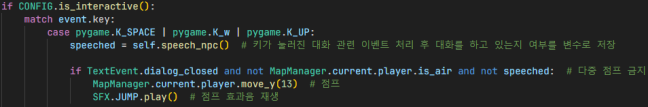 if CONFIG.is_interactive():
    match event.key:
        case pygame.K_SPACE | pygame.K_w | pygame.K_UP:
            speeched = self.speech_npc()  # 키가 눌러진 대화 관련 이벤트 처리 후 대화를 하고 있는지 여부를 변수로 저장

            if TextEvent.dialog_closed and not MapManager.current.player.is_air and not speeched:  # 다중 점프 금지
                MapManager.current.player.move_y(13)  # 점프
                SFX.JUMP.play()  # 점프 효과음 재생